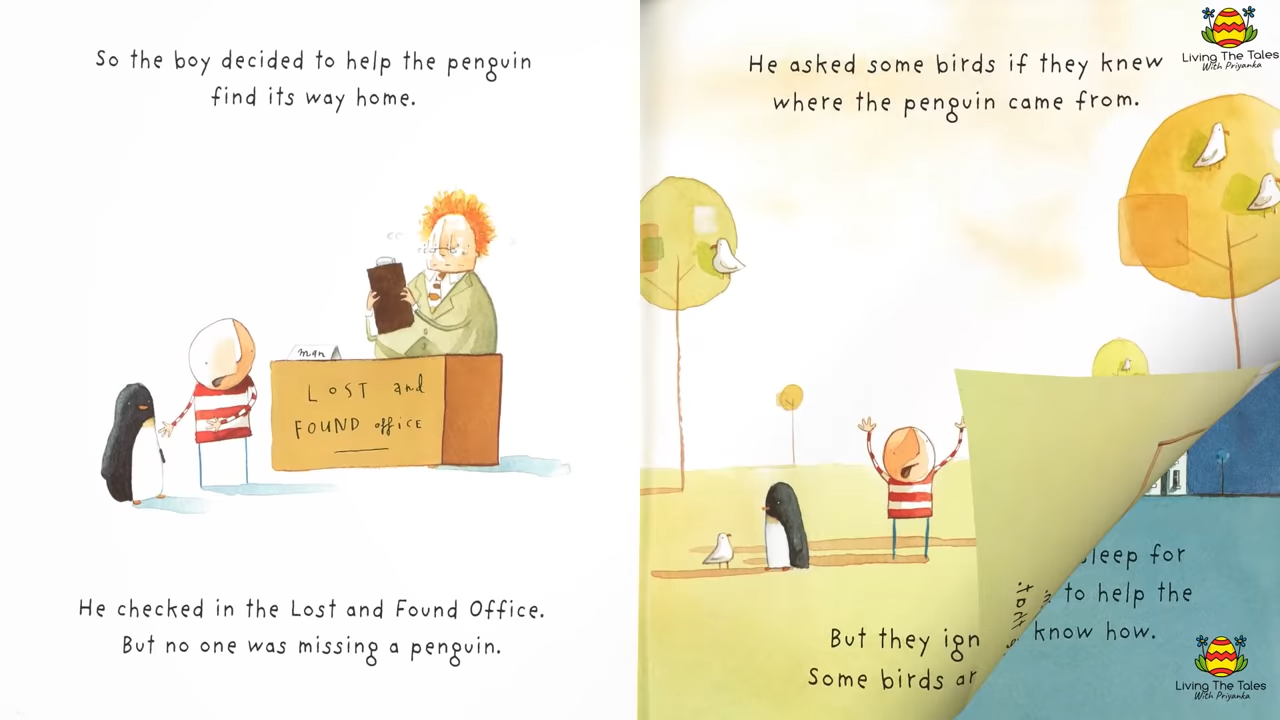 So the boy decided to help the penguin
find its way home.
man
LOST and
FOUND office
He checked in the Lost and Found Office.
But no one was missing a penguin.
He asked some birds if they knew
where the penguin came from.
But they ign
Some birds ar
sleep for
to help the
know how.
Living The Tales
With Priyanka
Living The Tales
With Priyanka